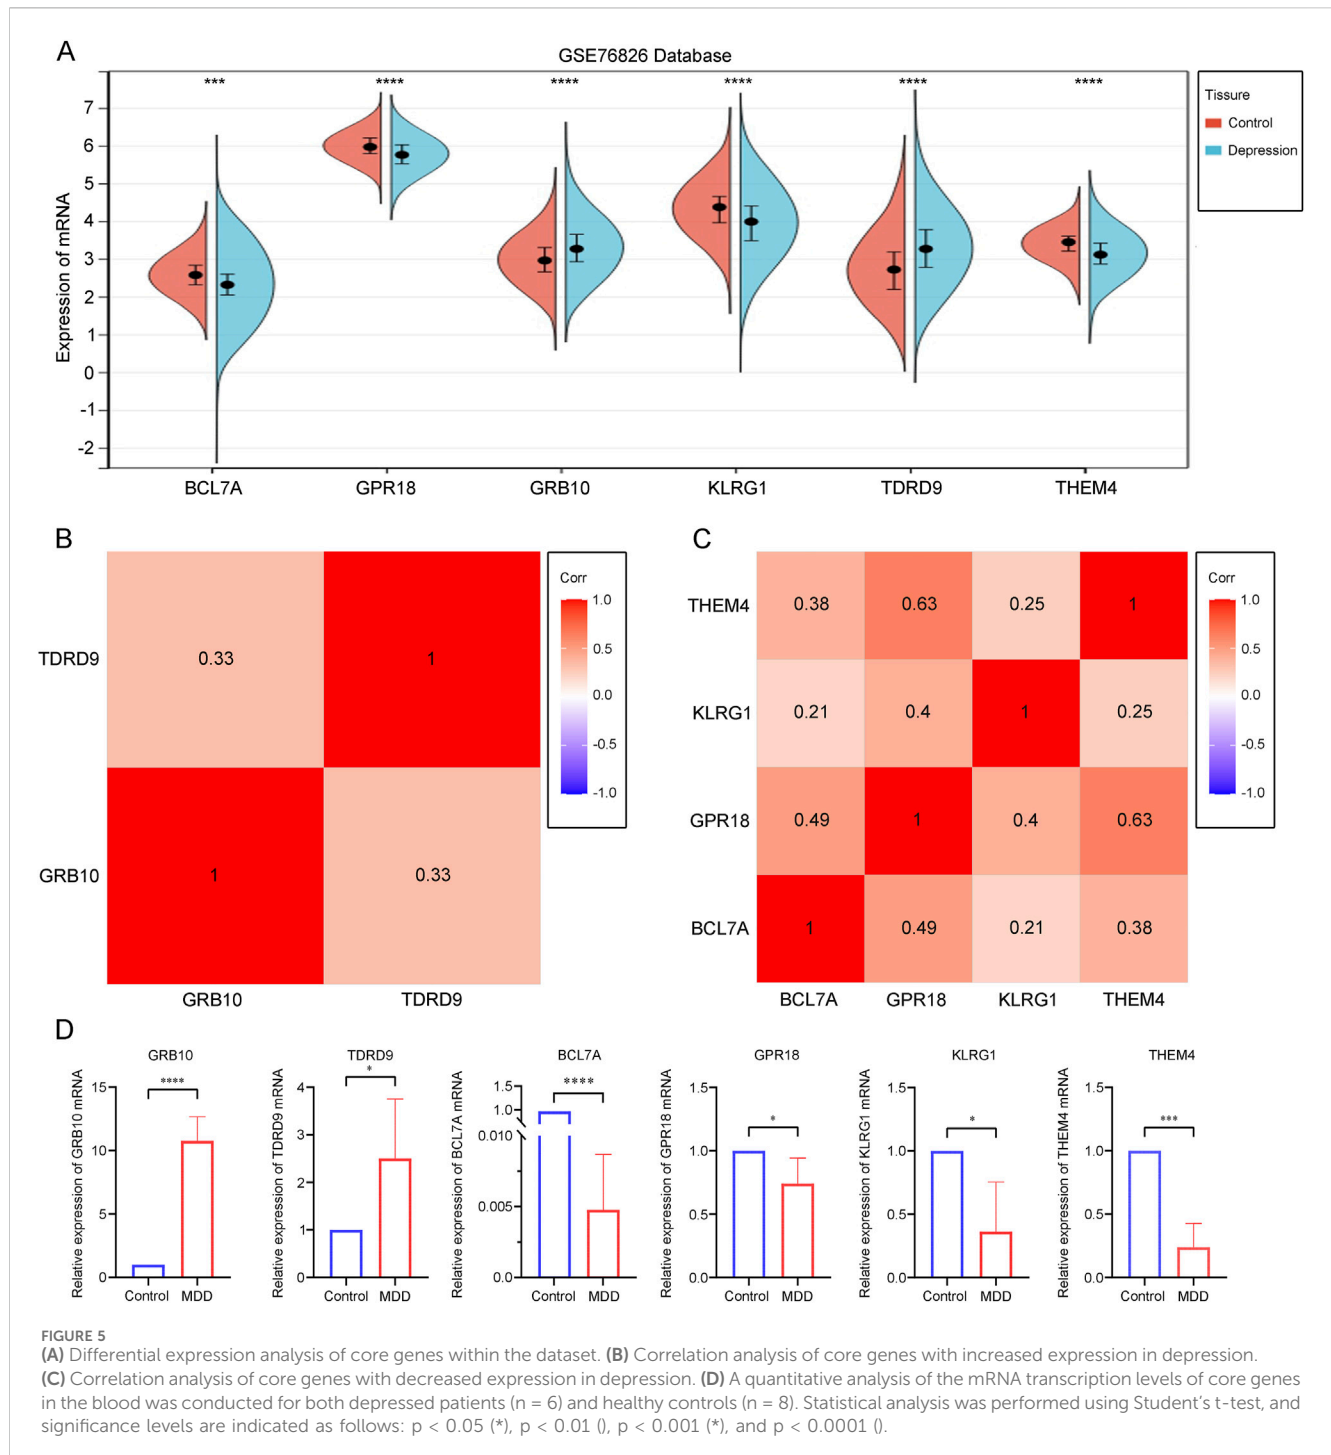 A
GSE76826 Database
*** **** **** **** **** ****
Tissure
Control
Depression
Expression of mRNA
7
6
5
4
3
2
1
0
-1
-2
BCL7A GPR18 GRB10 KLRG1 TDRD9 THEM4
B
TDRD9 0.33 1
GRB10 1 0.33
GRB10 TDRD9
Corr
1.0
0.5
0.0
-0.5
-1.0
C
THEM4 0.38 0.63 0.25 1
KLRG1 0.21 0.4 1 0.25
GPR18 0.49 1 0.4 0.63
BCL7A 1 0.49 0.21 0.38
BCL7A GPR18 KLRG1 THEM4
Corr
1.0
0.5
0.0
-0.5
-1.0
D
GRB10
Relative expression of GRB10 mRNA
15
10
5
0
****
Control MDD
TDRD9
Relative expression of TDRD9 mRNA
4
3
2
1
0
*
Control MDD
BCL7A
Relative expression of BCL7A mRNA
1.5
1.0
0.010
0.005
0.0
****
Control MDD
GPR18
Relative expression of GPR18 mRNA
1.5
1.0
0.5
0.0
*
Control MDD
KLRG1
Relative expression of KLRG1 mRNA
1.5
1.0
0.5
0.0
*
Control MDD
THEM4
Relative expression of THEM4 mRNA
1.5
1.0
0.5
0.0
***
Control MDD
FIGURE 5
(A) Differential expression analysis of core genes within the dataset. (B) Correlation analysis of core genes with increased expression in depression.
(C) Correlation analysis of core genes with decreased expression in depression. (D) A quantitative analysis of the mRNA transcription levels of core genes
in the blood was conducted for both depressed patients (n = 6) and healthy controls (n = 8). Statistical analysis was performed using Student's t-test, and
significance levels are indicated as follows: p < 0.05 (*), p < 0.01 (), p < 0.001 (*), and p < 0.0001 ().